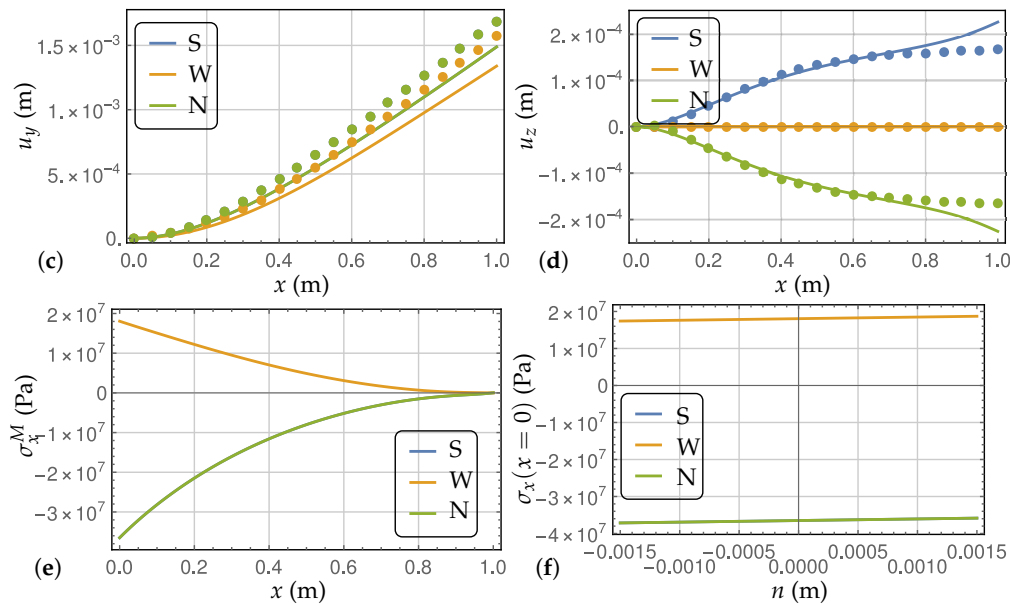 1.5×10⁻³
1.×10⁻³
5.×10⁻⁴
0.
u_y (m)
S
W
N
0.0 0.2 0.4 0.6 0.8 1.0
(c)
x (m)
2.×10⁻⁴
1.×10⁻⁴
0.
-1.×10⁻⁴
-2.×10⁻⁴
u_z (m)
S
W
N
0.0 0.2 0.4 0.6 0.8 1.0
(d)
x (m)
2×10⁷
1×10⁷
0
-1×10⁷
-2×10⁷
-3×10⁷
σ_x^M (Pa)
S
W
N
0.0 0.2 0.4 0.6 0.8 1.0
(e)
x (m)
2×10⁷
1×10⁷
0
-1×10⁷
-2×10⁷
-3×10⁷
-4×10⁷
σ_x(x = 0) (Pa)
S
W
N
-0.0015 -0.0005 0.0005 0.0015
-0.0010 0.0000 0.0010
(f)
n (m)